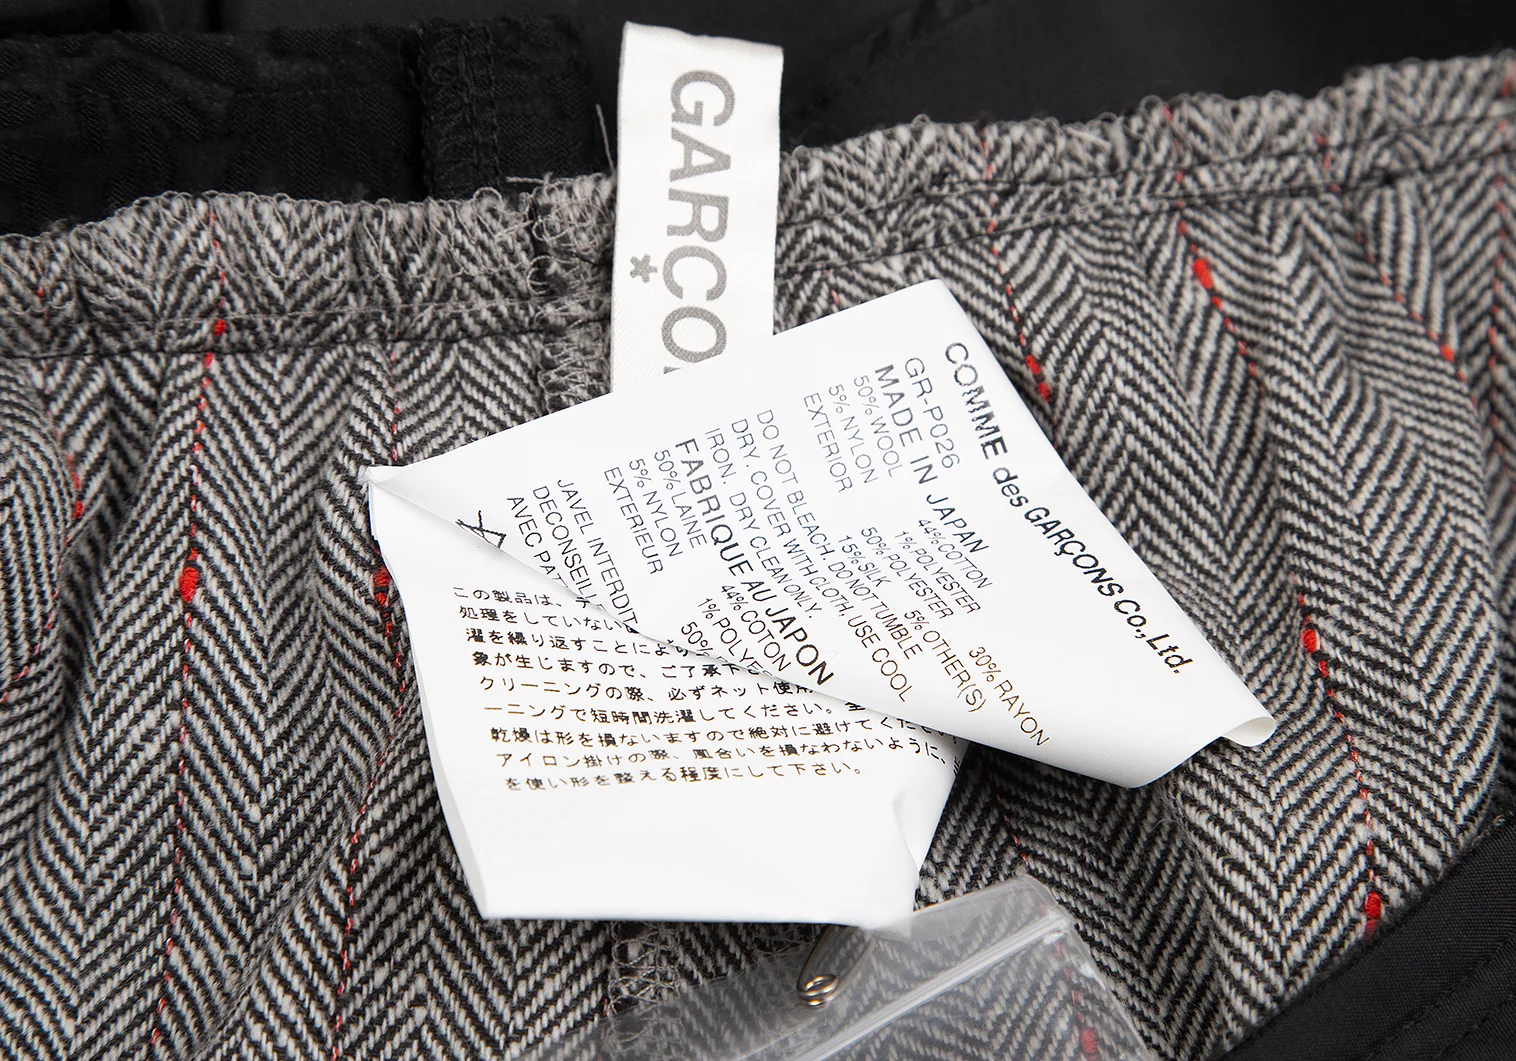 GARÇO
COMME des GARÇONS CO., Ltd.
GR-P026
MADE IN JAPAN
50% WOOL 44% COTTON 30% RAYON
5% NYLON 1% POLYESTER 5% OTHER(S)
EXTERIOR 50% POLYESTER
15% SILK
DO NOT BLEACH. DO NOT TUMBLE
DRY. COVER WITH CLOTH. USE COOL
IRON. DRY CLEAN ONLY.
FABRIQUE AU JAPON
50% LAINE 44% COTTON
5% NYLON 1% POLYE
EXTERIEUR 50%
JAVEL INTERDIT
DECONSEILL
AVEC PAT
この製品は、
処理をしていない
濯を繰り返すことにより
象が生じますので、ご了承下
クリーニングの際、必ずネット使用
ーニングで短時間洗濯してください。
乾燥は形を損ないますので絶対に避けてくださ
アイロン掛けの際、風合いを損なわないように、
を使い形を整える程度にして下さい。